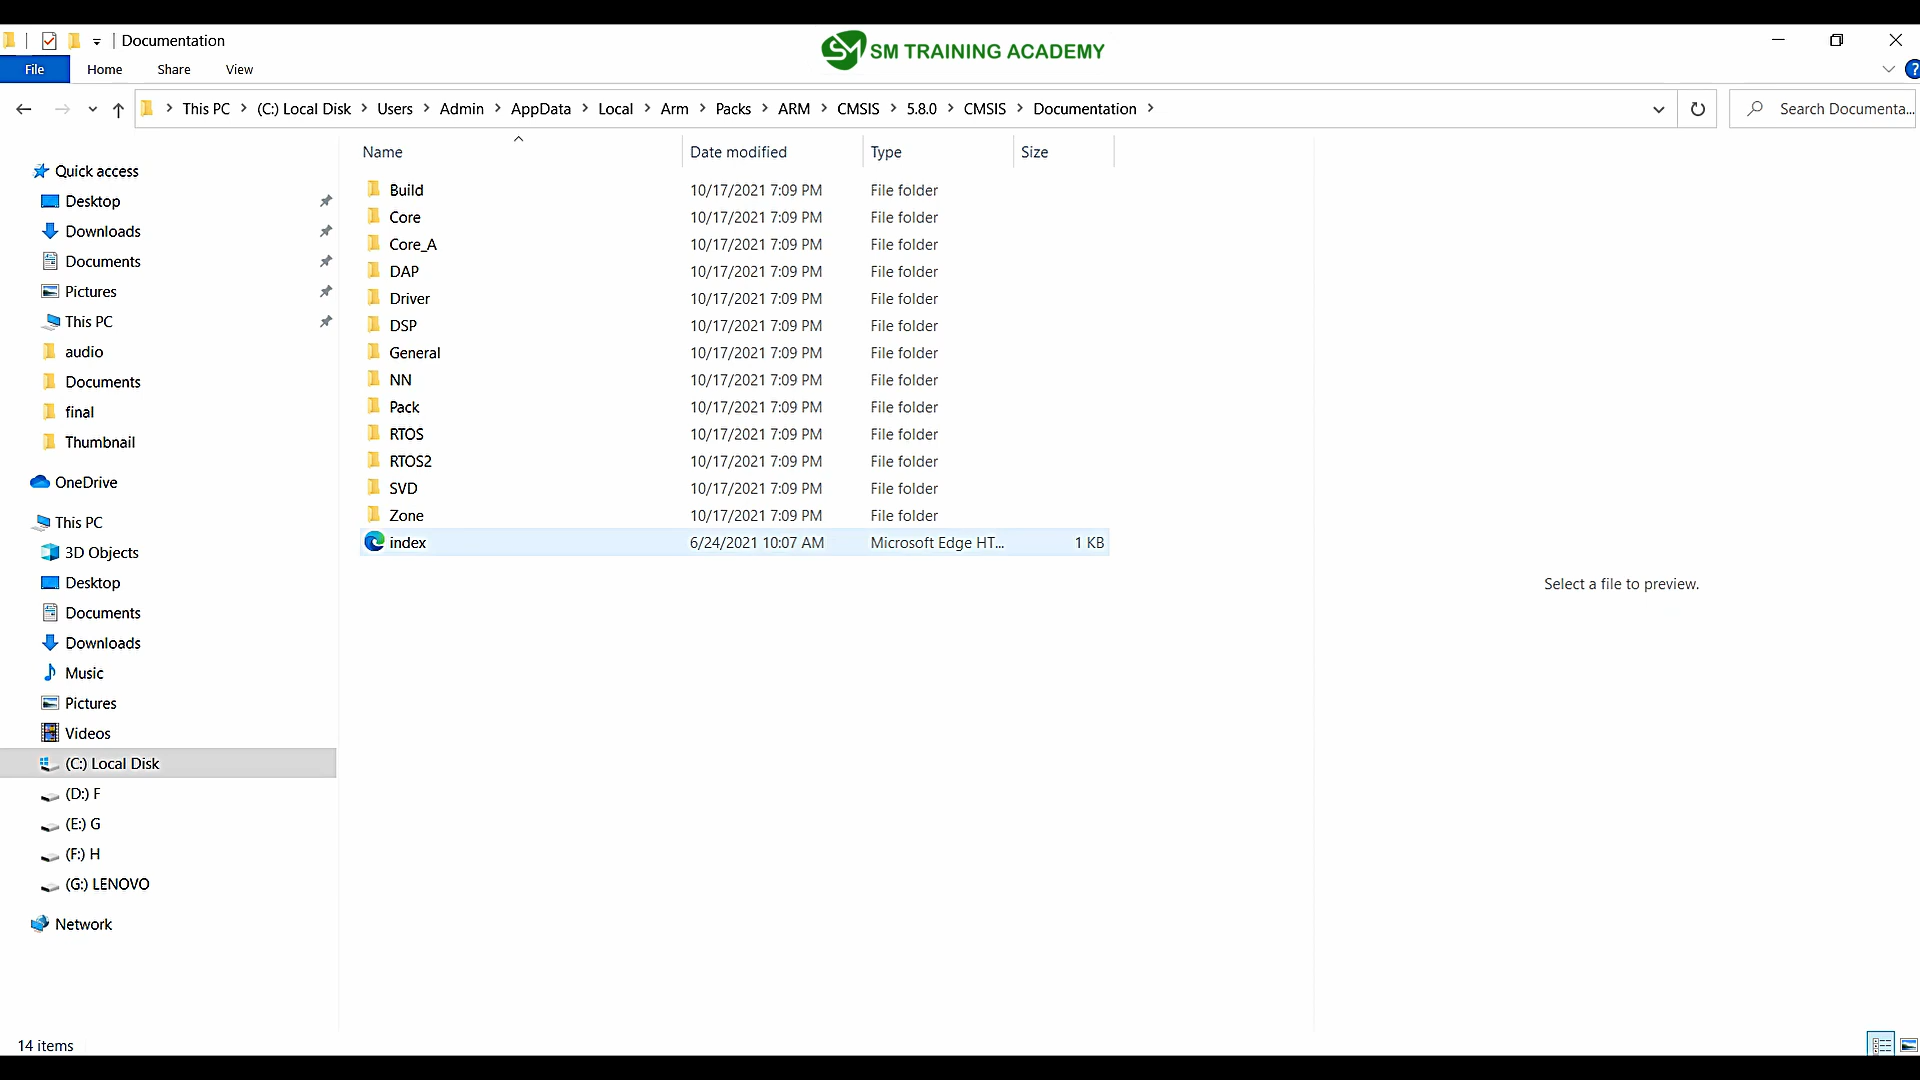 Documentation
SM TRAINING ACADEMY
File Home Share View
This PC (C:) Local Disk Users Admin AppData Local Arm Packs ARM CMSIS 5.8.0 CMSIS Documentation
Search Documenta...
Name Date modified Type Size
Quick access
Desktop
Downloads
Documents
Pictures
This PC
audio
Documents
final
Thumbnail
OneDrive
This PC
3D Objects
Desktop
Documents
Downloads
Music
Pictures
Videos
(C:) Local Disk
(D:) F
(E:) G
(F:) H
(G:) LENOVO
Network
Build 10/17/2021 7:09 PM File folder
Core 10/17/2021 7:09 PM File folder
Core_A 10/17/2021 7:09 PM File folder
DAP 10/17/2021 7:09 PM File folder
Driver 10/17/2021 7:09 PM File folder
DSP 10/17/2021 7:09 PM File folder
General 10/17/2021 7:09 PM File folder
NN 10/17/2021 7:09 PM File folder
Pack 10/17/2021 7:09 PM File folder
RTOS 10/17/2021 7:09 PM File folder
RTOS2 10/17/2021 7:09 PM File folder
SVD 10/17/2021 7:09 PM File folder
Zone 10/17/2021 7:09 PM File folder
index 6/24/2021 10:07 AM Microsoft Edge HT... 1 KB
Select a file to preview.
14 items